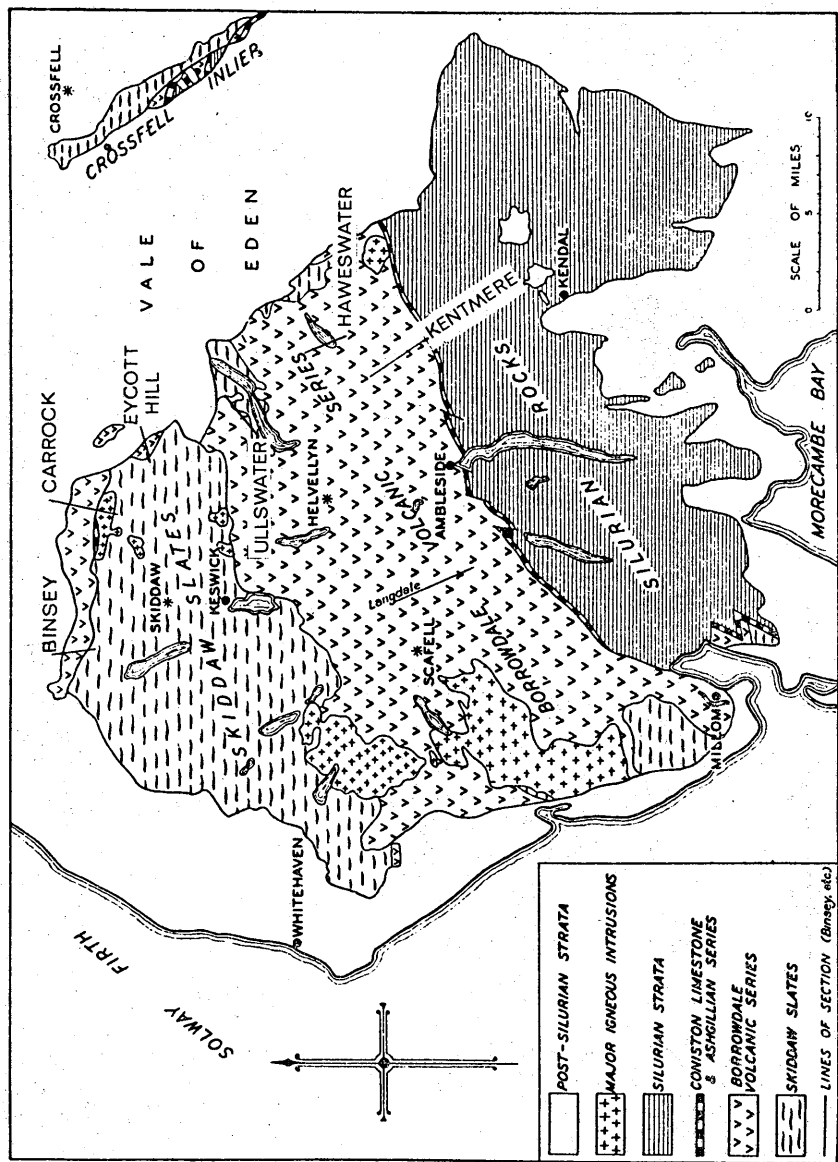 SOLWAY
FIRTH
CROSSFELL
CROSSFELL
INLIER
VALE
OF
EDEN
BINSEY
CARROCK
EYCOTT
HILL
SKIDDAW
SKIDDAW
SLATES
KESWICK
ULLSWATER
HELVELLYN
HAWESWATER
WHITEHAVEN
Langdale
SCAFELL
BORROWDALE
VOLCANIC
SERIES
AMBLESIDE
KENTMERE
KENDAL
SILURIAN
ROCKS
MILLOM
MORECAMBE BAY
SCALE OF MILES
0 5 10
POST-SILURIAN STRATA
MAJOR IGNEOUS INTRUSIONS
SILURIAN STRATA
CONISTON LIMESTONE
& ASHGILLIAN SERIES
BORROWDALE
VOLCANIC SERIES
SKIDDAW SLATES
LINES OF SECTION (Binsey, etc.)